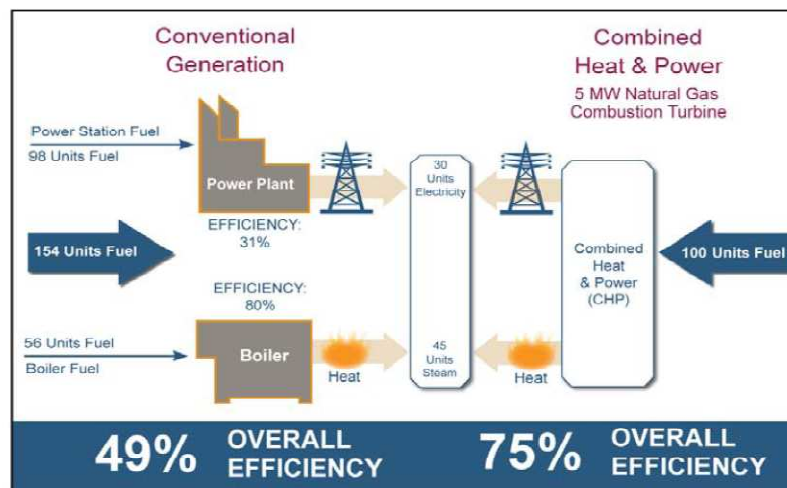 Conventional
Generation
Combined
Heat & Power
5 MW Natural Gas
Combustion Turbine
Power Station Fuel
98 Units Fuel
Power Plant
EFFICIENCY:
31%
30
Units
Electricity
154 Units Fuel
Combined
Heat
& Power
(CHP)
100 Units Fuel
EFFICIENCY:
80%
56 Units Fuel
Boiler Fuel
Boiler
Heat
45
Units
Steam
Heat
49% OVERALL
EFFICIENCY
75% OVERALL
EFFICIENCY